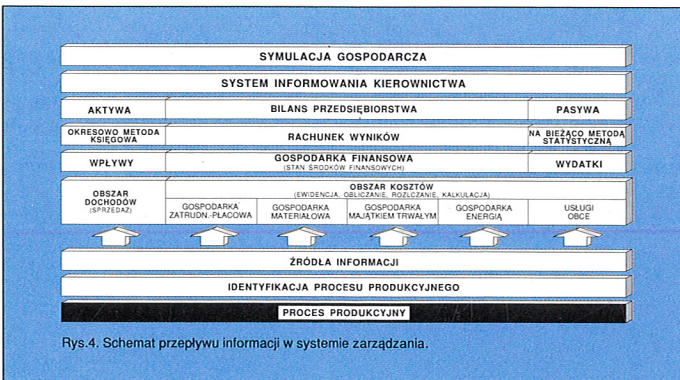 SYMULACJA GOSPODARCZA
SYSTEM INFORMOWANIA KIEROWNICTWA
AKTYWA BILANS PRZEDSIĘBIORSTWA PASYWA
OKRESOWO METODA KSIĘGOWA
RACHUNEK WYNIKÓW
NA BIEŻĄCO METODĄ STATYSTYCZNĄ
WPŁYWY
GOSPODARKA FINANSOWA
(STAN ŚRODKÓW FINANSOWYCH)
WYDATKI
OBSZAR
DOCHODÓW
(SPRZEDAŻ)
OBSZAR KOSZTÓW
(EWIDENCJA, OBLICZANIE, ROZLCZANIE, KALKULACJA)
GOSPODARKA
ZATRUDN.-PŁACOWA
GOSPODARKA
MATERIAŁOWA
GOSPODARKA
MAJĄTKIEM TRWAŁYM
GOSPODARKA
ENERGIĄ
USŁUGI
OBCE
ŹRÓDŁA INFORMACJI
IDENTYFIKACJA PROCESU PRODUKCYJNEGO
PROCES PRODUKCYJNY
Rys.4. Schemat przepływu informacji w systemie zarządzania.